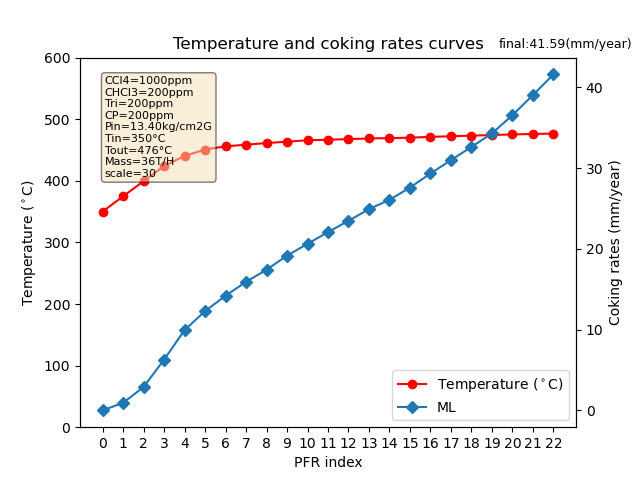 Temperature and coking rates curves
final:41.59(mm/year)
CCl4=1000ppm
CHCl3=200ppm
Tri=200ppm
CP=200ppm
Pin=13.40kg/cm2G
Tin=350°C
Tout=476°C
Mass=36T/H
scale=30
Temperature (°C)
600
500
400
300
200
100
0
Coking rates (mm/year)
40
30
20
10
0
Temperature (°C)
ML
0 1 2 3 4 5 6 7 8 9 10 11 12 13 14 15 16 17 18 19 20 21 22
PFR index